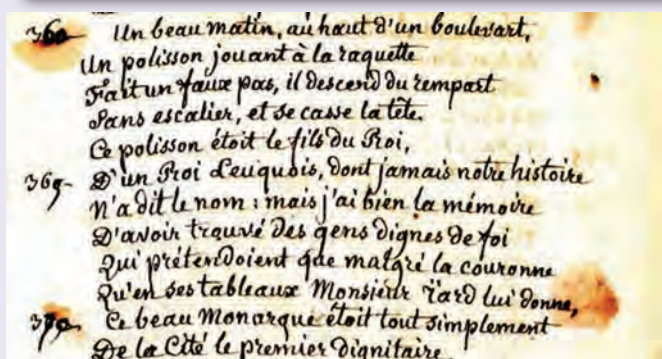 360 Un beau matin, au haut d'un boulevart,
Un polisson jouant à la raquette
Fait un faux pas, il descend du rempart
Sans escalier, et se casse la tête.
Ce polisson étoit le fils du Roi,
365 D'un Roi Leuquois, dont jamais notre histoire
N'a dit le nom : mais j'ai bien la mémoire
D'avoir trouvé des gens dignes de foi
Qui prétendoient que malgré la couronne
Qu'en ses tableaux Monsieur Yard lui donne,
370 Ce beau Monarque étoit tout simplement
De la Cité le premier dignitaire.